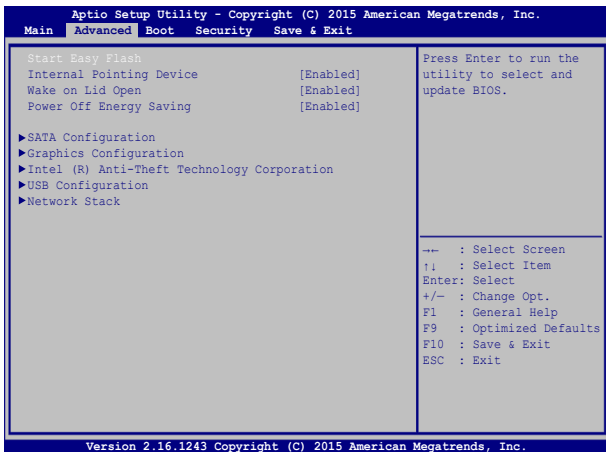 Aptio Setup Utility - Copyright (C) 2015 American Megatrends, Inc.
Main Advanced Boot Security Save & Exit
Start Easy Flash
Internal Pointing Device [Enabled]
Wake on Lid Open [Enabled]
Power Off Energy Saving [Enabled]
▶SATA Configuration
▶Graphics Configuration
▶Intel (R) Anti-Theft Technology Corporation
▶USB Configuration
▶Network Stack
Press Enter to run the
utility to select and
update BIOS.
→← : Select Screen
↑↓ : Select Item
Enter: Select
+/— : Change Opt.
F1 : General Help
F9 : Optimized Defaults
F10 : Save & Exit
ESC : Exit
Version 2.16.1243 Copyright (C) 2015 American Megatrends, Inc.